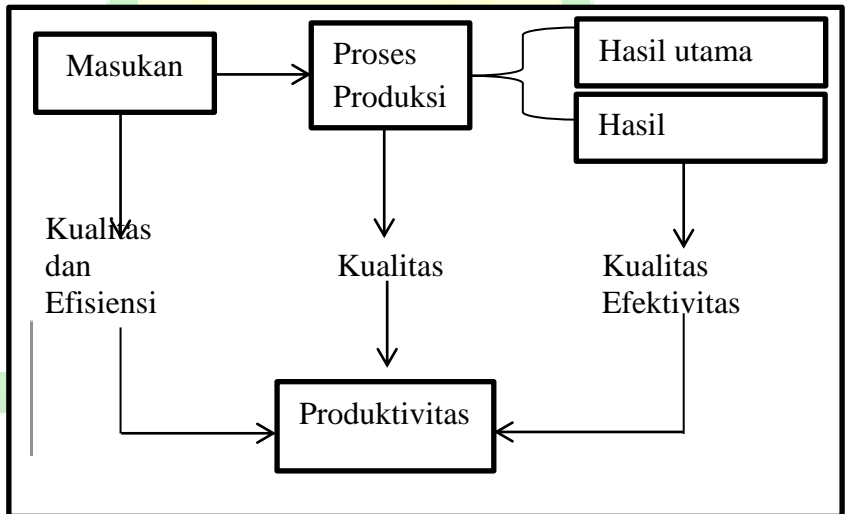 Masukan
Proses
Produksi
Hasil utama
Hasil
Kualitas
dan
Efisiensi
Kualitas
Kualitas
Efektivitas
Produktivitas